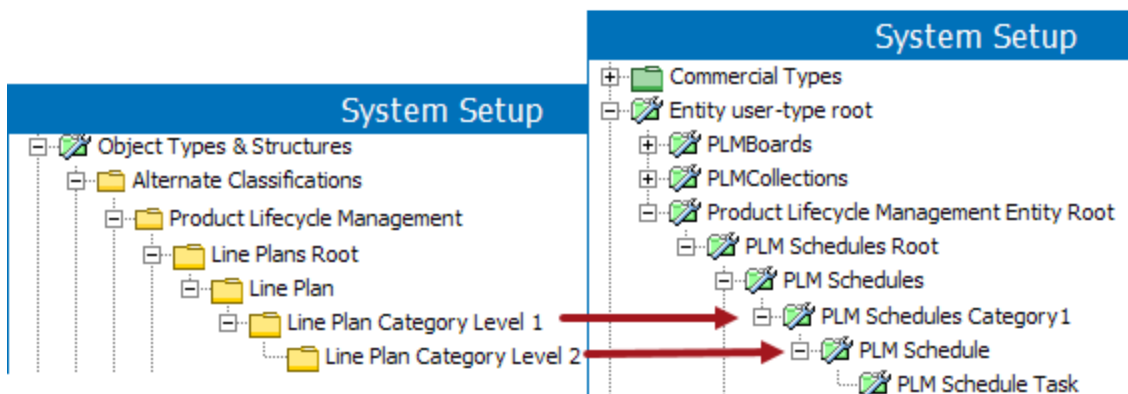 System Setup
Object Types & Structures
Alternate Classifications
Product Lifecycle Management
Line Plans Root
Line Plan
Line Plan Category Level 1
Line Plan Category Level 2
System Setup
Commercial Types
Entity user-type root
PLMBoards
PLMCollections
Product Lifecycle Management Entity Root
PLM Schedules Root
PLM Schedules
PLM Schedules Category1
PLM Schedule
PLM Schedule Task